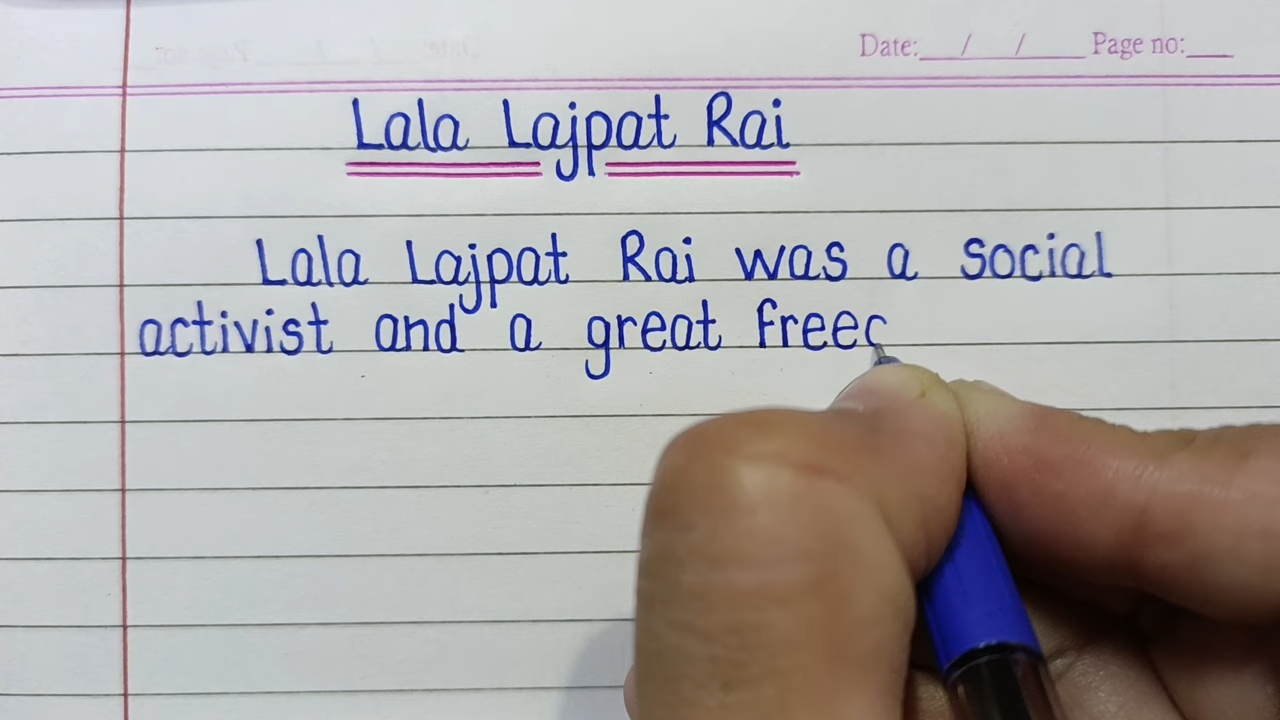 Date: / / Page no:
Lala Lajpat Rai
Lala Lajpat Rai was a social
activist and a great freec